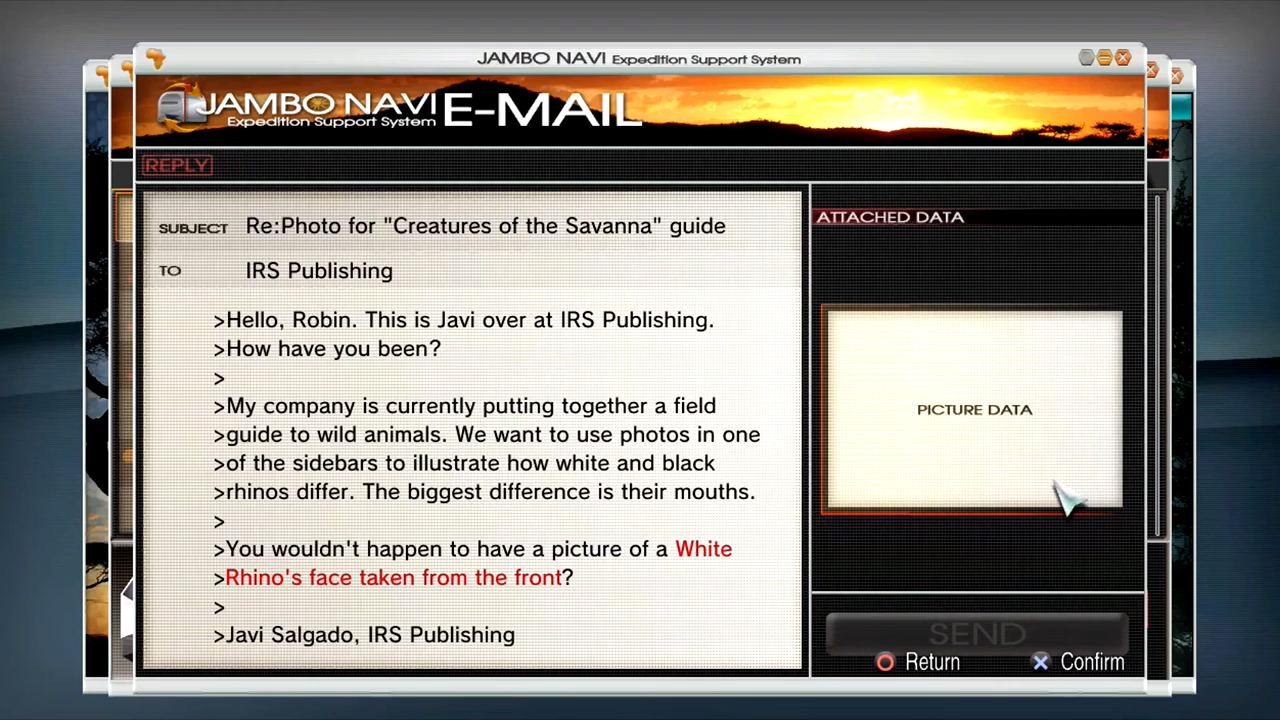 JAMBO NAVI Expedition Support System
JAMBO NAVI E-MAIL
Expedition Support System
REPLY
SUBJECT Re:Photo for "Creatures of the Savanna" guide
TO IRS Publishing
>Hello, Robin. This is Javi over at IRS Publishing.
>How have you been?
>
>My company is currently putting together a field
>guide to wild animals. We want to use photos in one
>of the sidebars to illustrate how white and black
>rhinos differ. The biggest difference is their mouths.
>
>You wouldn't happen to have a picture of a White
>Rhino's face taken from the front?
>
>Javi Salgado, IRS Publishing
ATTACHED DATA
PICTURE DATA
SEND
Return Confirm